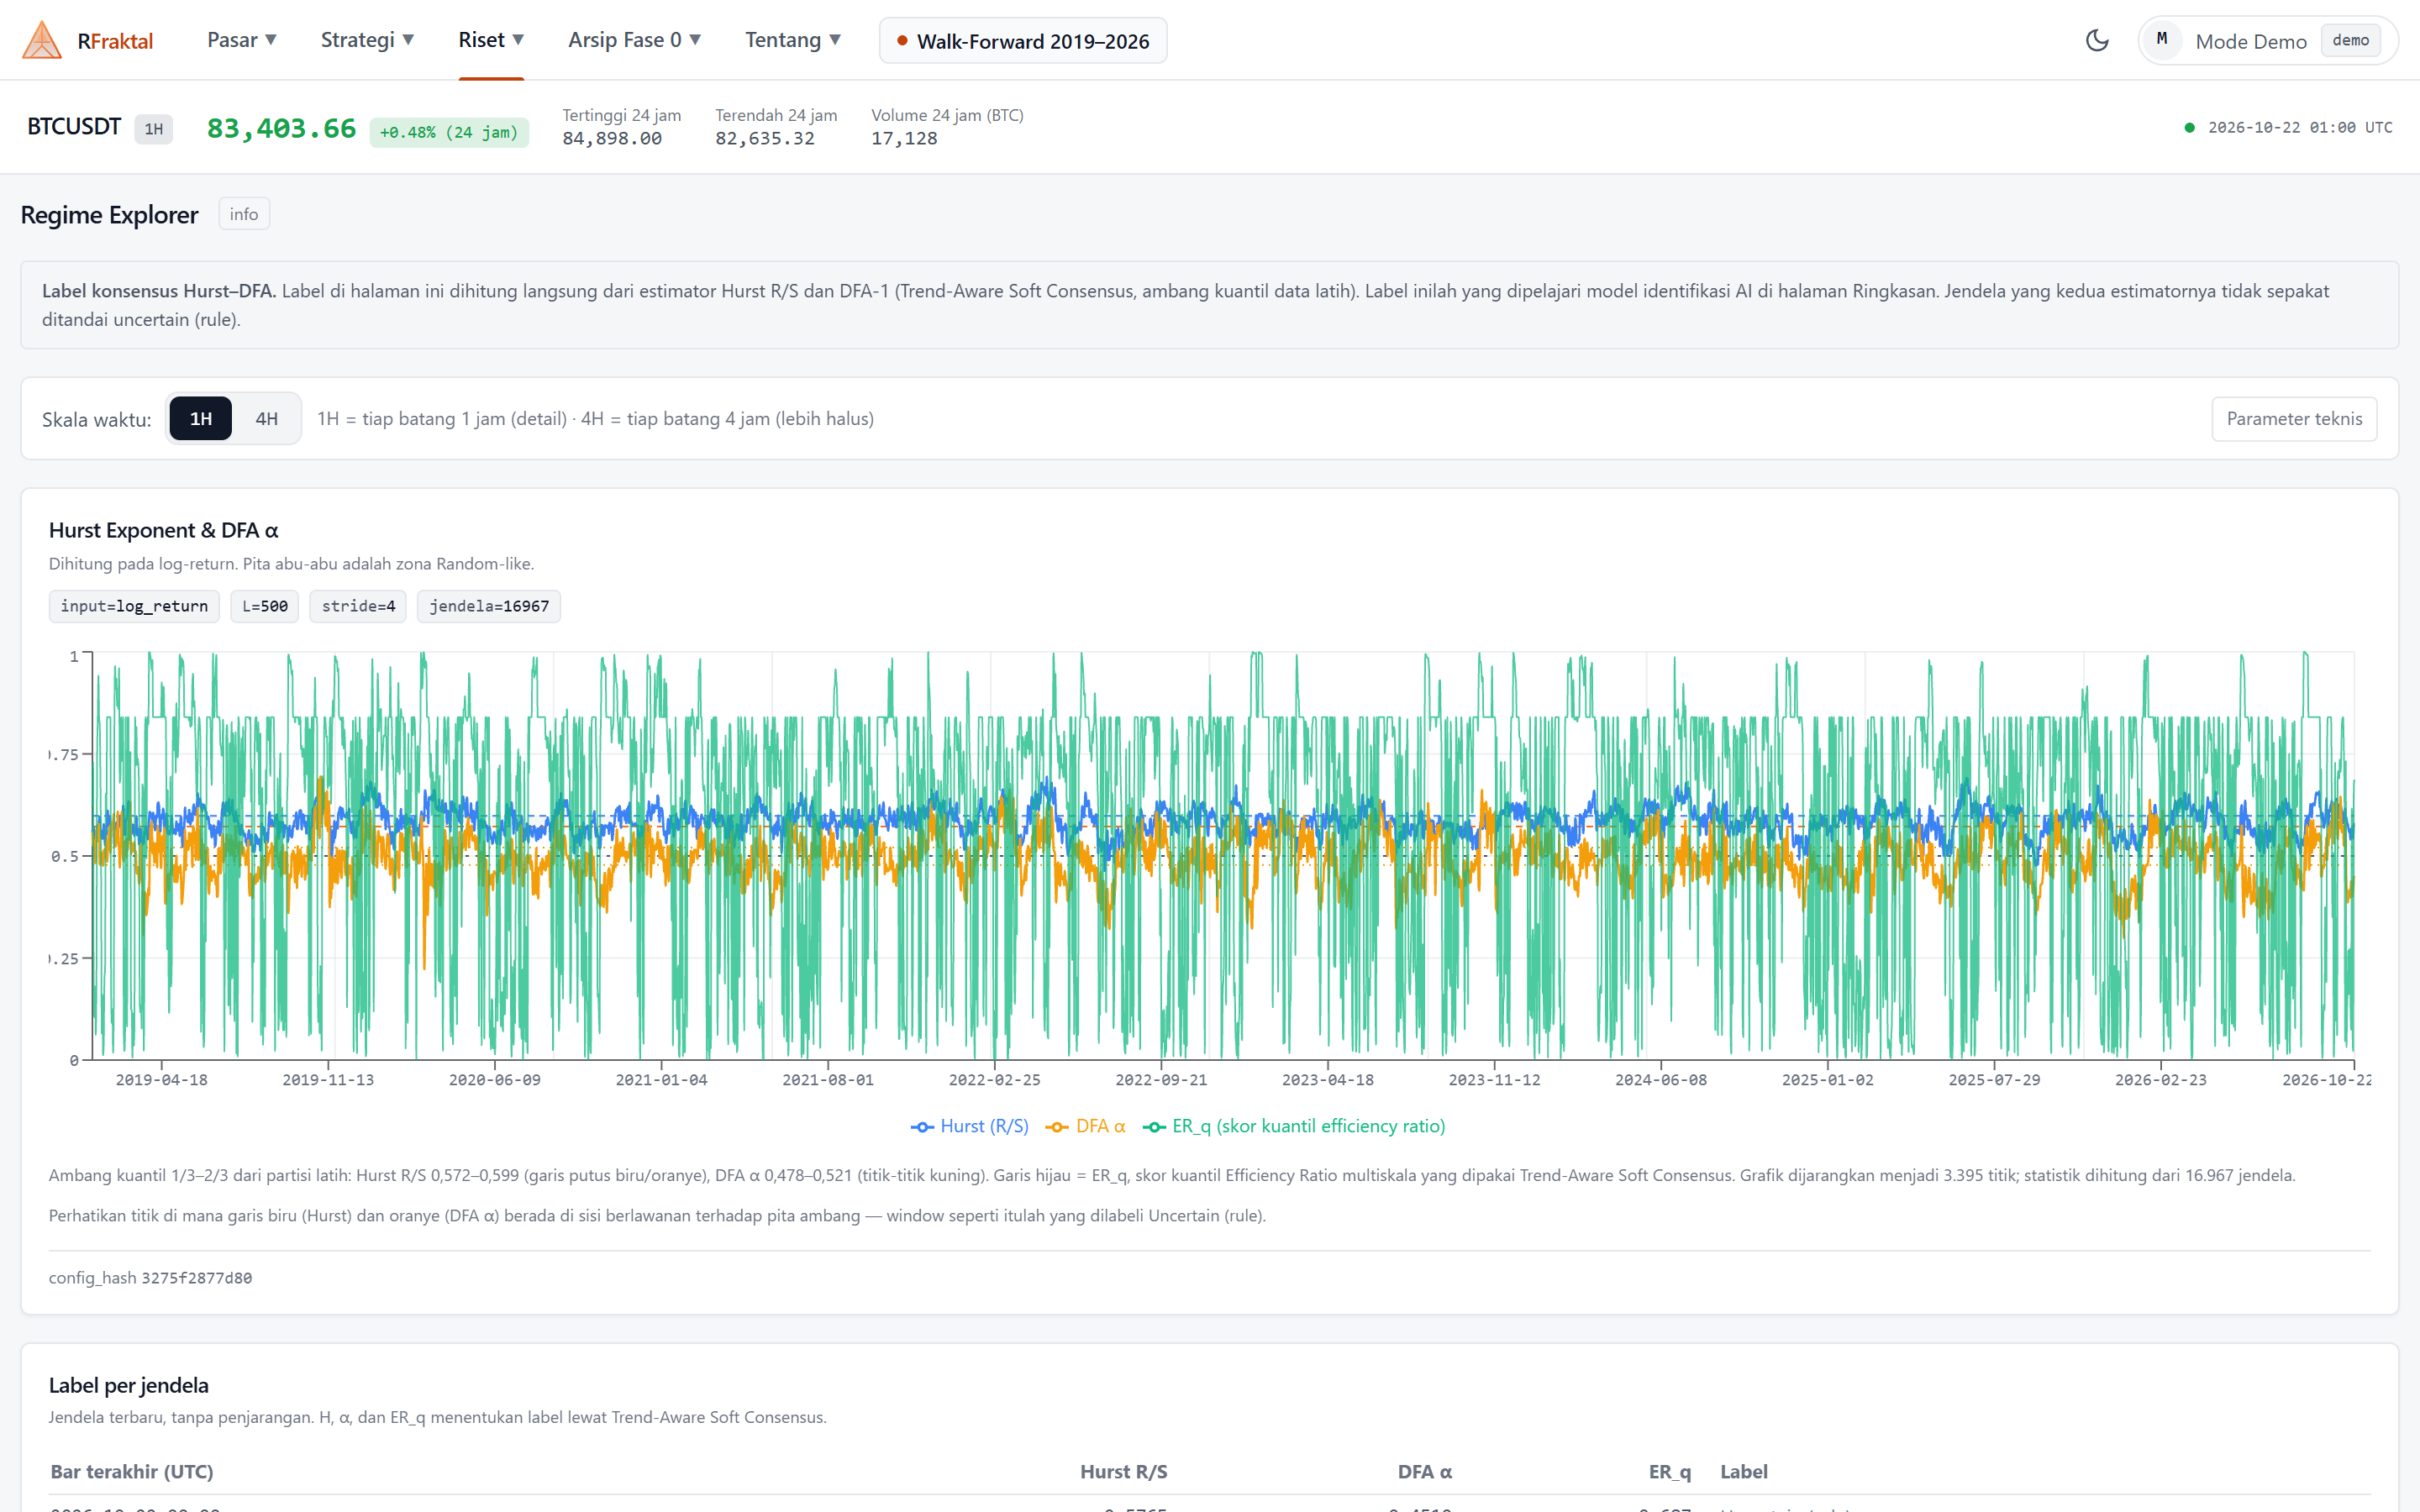 RFraktal Pasar ▼ Strategi ▼ Riset ▼ Arsip Fase 0 ▼ Tentang ▼ Walk-Forward 2019–2026 M Mode Demo demo
BTCUSDT 1H 83,403.66 +0.48% (24 jam)
Tertinggi 24 jam
84,898.00
Terendah 24 jam
82,635.32
Volume 24 jam (BTC)
17,128
2026-10-22 01:00 UTC
Regime Explorer info
Label konsensus Hurst–DFA. Label di halaman ini dihitung langsung dari estimator Hurst R/S dan DFA-1 (Trend-Aware Soft Consensus, ambang kuantil data latih). Label inilah yang dipelajari model identifikasi AI di halaman Ringkasan. Jendela yang kedua estimatornya tidak sepakat
ditandai uncertain (rule).
Skala waktu: 1H 4H 1H = tiap batang 1 jam (detail) · 4H = tiap batang 4 jam (lebih halus) Parameter teknis
Hurst Exponent & DFA α
Dihitung pada log-return. Pita abu-abu adalah zona Random-like.
input=log_return L=500 stride=4 jendela=16967
1
.75
0.5
.25
0
2019-04-18 2019-11-13 2020-06-09 2021-01-04 2021-08-01 2022-02-25 2022-09-21 2023-04-18 2023-11-12 2024-06-08 2025-01-02 2025-07-29 2026-02-23 2026-10-22
Hurst (R/S) DFA α ER_q (skor kuantil efficiency ratio)
Ambang kuantil 1/3–2/3 dari partisi latih: Hurst R/S 0,572–0,599 (garis putus biru/oranye), DFA α 0,478–0,521 (titik-titik kuning). Garis hijau = ER_q, skor kuantil Efficiency Ratio multiskala yang dipakai Trend-Aware Soft Consensus. Grafik dijarangkan menjadi 3.395 titik; statistik dihitung dari 16.967 jendela.
Perhatikan titik di mana garis biru (Hurst) dan oranye (DFA α) berada di sisi berlawanan terhadap pita ambang — window seperti itulah yang dilabeli Uncertain (rule).
config_hash 3275f2877d80
Label per jendela
Jendela terbaru, tanpa penjarangan. H, α, dan ER_q menentukan label lewat Trend-Aware Soft Consensus.
Bar terakhir (UTC) Hurst R/S DFA α ER_q Label